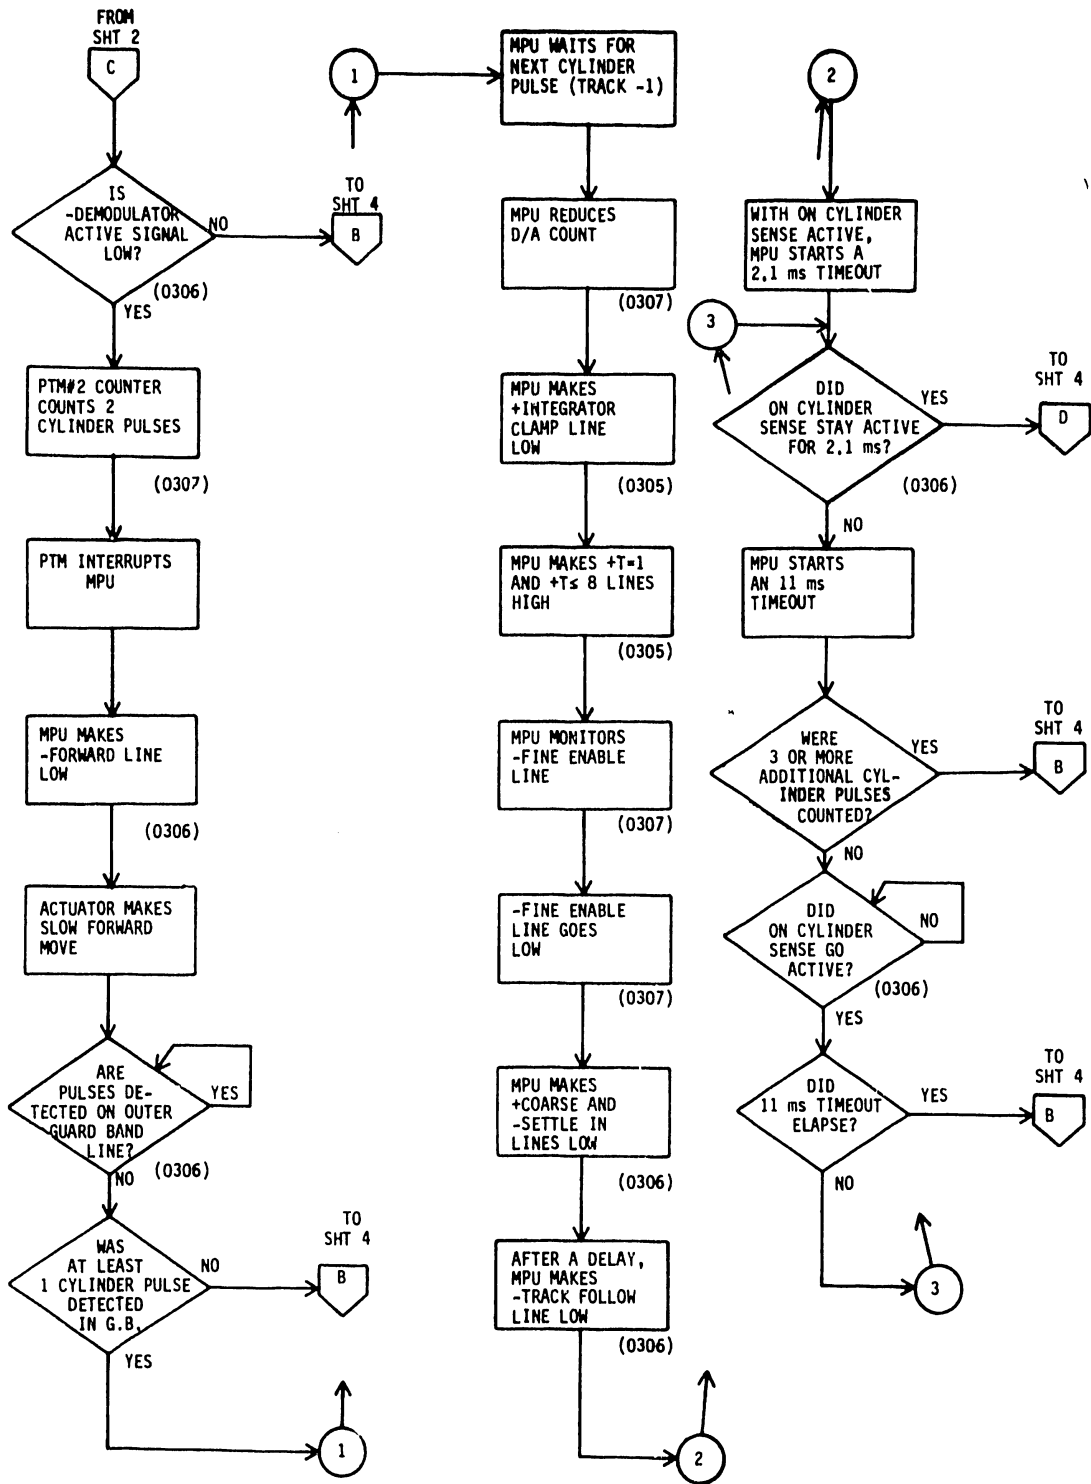 FROM
SHT 2
C
IS
-DEMODULATOR
ACTIVE SIGNAL
LOW?
NO
TO
SHT 4
B
(0306)
YES
PTM#2 COUNTER
COUNTS 2
CYLINDER PULSES
(0307)
PTM INTERRUPTS
MPU
MPU MAKES
-FORWARD LINE
LOW
(0306)
ACTUATOR MAKES
SLOW FORWARD
MOVE
ARE
PULSES DE-
TECTED ON OUTER
GUARD BAND
LINE?
YES
(0306)
NO
WAS
AT LEAST
1 CYLINDER PULSE
DETECTED
IN G.B.
NO
TO
SHT 4
B
YES
1
1
MPU WAITS FOR
NEXT CYLINDER
PULSE (TRACK -1)
MPU REDUCES
D/A COUNT
(0307)
MPU MAKES
+INTEGRATOR
CLAMP LINE
LOW
(0305)
MPU MAKES +T=1
AND +T≤ 8 LINES
HIGH
(0305)
MPU MONITORS
-FINE ENABLE
LINE
(0307)
-FINE ENABLE
LINE GOES
LOW
(0307)
MPU MAKES
+COARSE AND
-SETTLE IN
LINES LOW
(0306)
AFTER A DELAY,
MPU MAKES
-TRACK FOLLOW
LINE LOW
(0306)
2
2
WITH ON CYLINDER
SENSE ACTIVE,
MPU STARTS A
2.1 ms TIMEOUT
3
DID
ON CYLINDER
SENSE STAY ACTIVE
FOR 2.1 ms?
YES
TO
SHT 4
D
(0306)
NO
MPU STARTS
AN 11 ms
TIMEOUT
WERE
3 OR MORE
ADDITIONAL CYL-
INDER PULSES
COUNTED?
YES
TO
SHT 4
B
NO
DID
ON CYLINDER
SENSE GO
ACTIVE?
NO
(0306)
YES
DID
11 ms TIMEOUT
ELAPSE?
YES
TO
SHT 4
B
NO
3